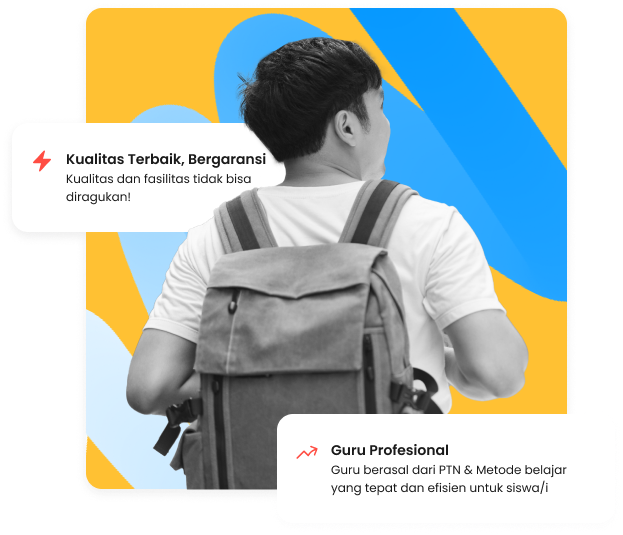 Kualitas Terbaik, Bergaransi
Kualitas dan fasilitas tidak bisa
diragukan!
Guru Profesional
Guru berasal dari PTN & Metode belajar
yang tepat dan efisien untuk siswa/i